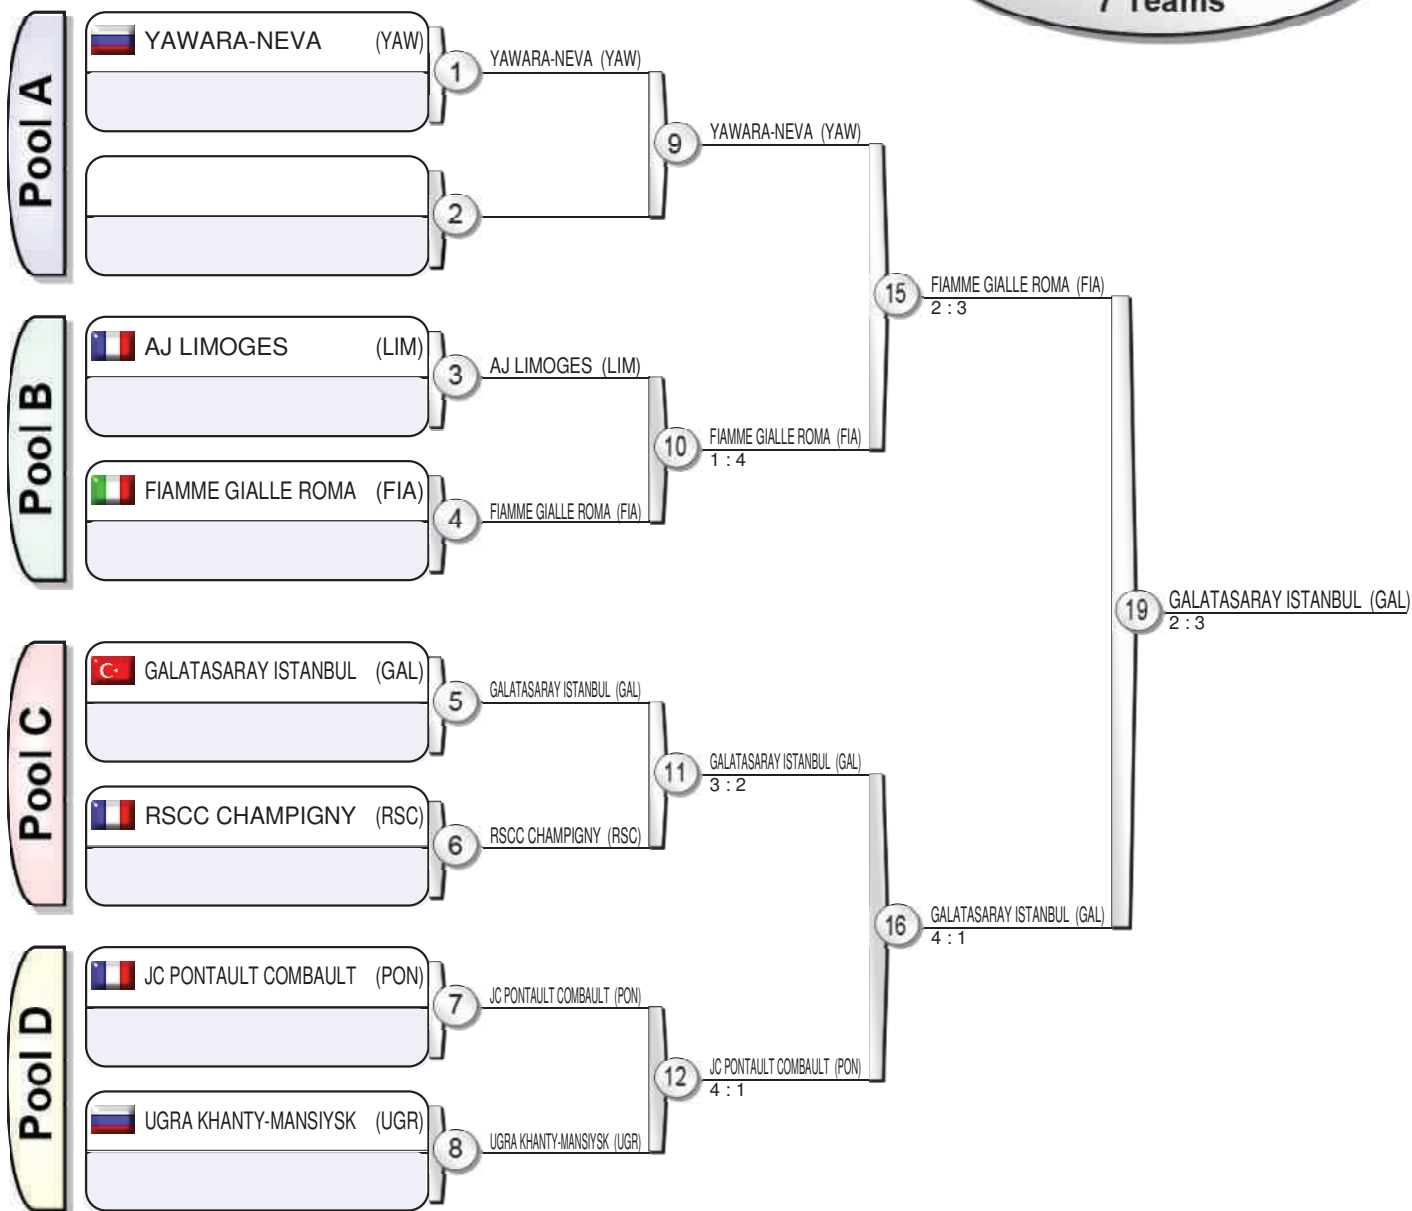 7 Teams
Pool A
YAWARA-NEVA (YAW)
1
YAWARA-NEVA (YAW)
2
9
YAWARA-NEVA (YAW)
Pool B
AJ LIMOGES (LIM)
3
AJ LIMOGES (LIM)
FIAMME GIALLE ROMA (FIA)
4
FIAMME GIALLE ROMA (FIA)
10
FIAMME GIALLE ROMA (FIA)
1 : 4
15
FIAMME GIALLE ROMA (FIA)
2 : 3
Pool C
GALATASARAY ISTANBUL (GAL)
5
GALATASARAY ISTANBUL (GAL)
RSCC CHAMPIGNY (RSC)
6
RSCC CHAMPIGNY (RSC)
11
GALATASARAY ISTANBUL (GAL)
3 : 2
Pool D
JC PONTAULT COMBAULT (PON)
7
JC PONTAULT COMBAULT (PON)
UGRA KHANTY-MANSIYSK (UGR)
8
UGRA KHANTY-MANSIYSK (UGR)
12
JC PONTAULT COMBAULT (PON)
4 : 1
16
GALATASARAY ISTANBUL (GAL)
4 : 1
19
GALATASARAY ISTANBUL (GAL)
2 : 3